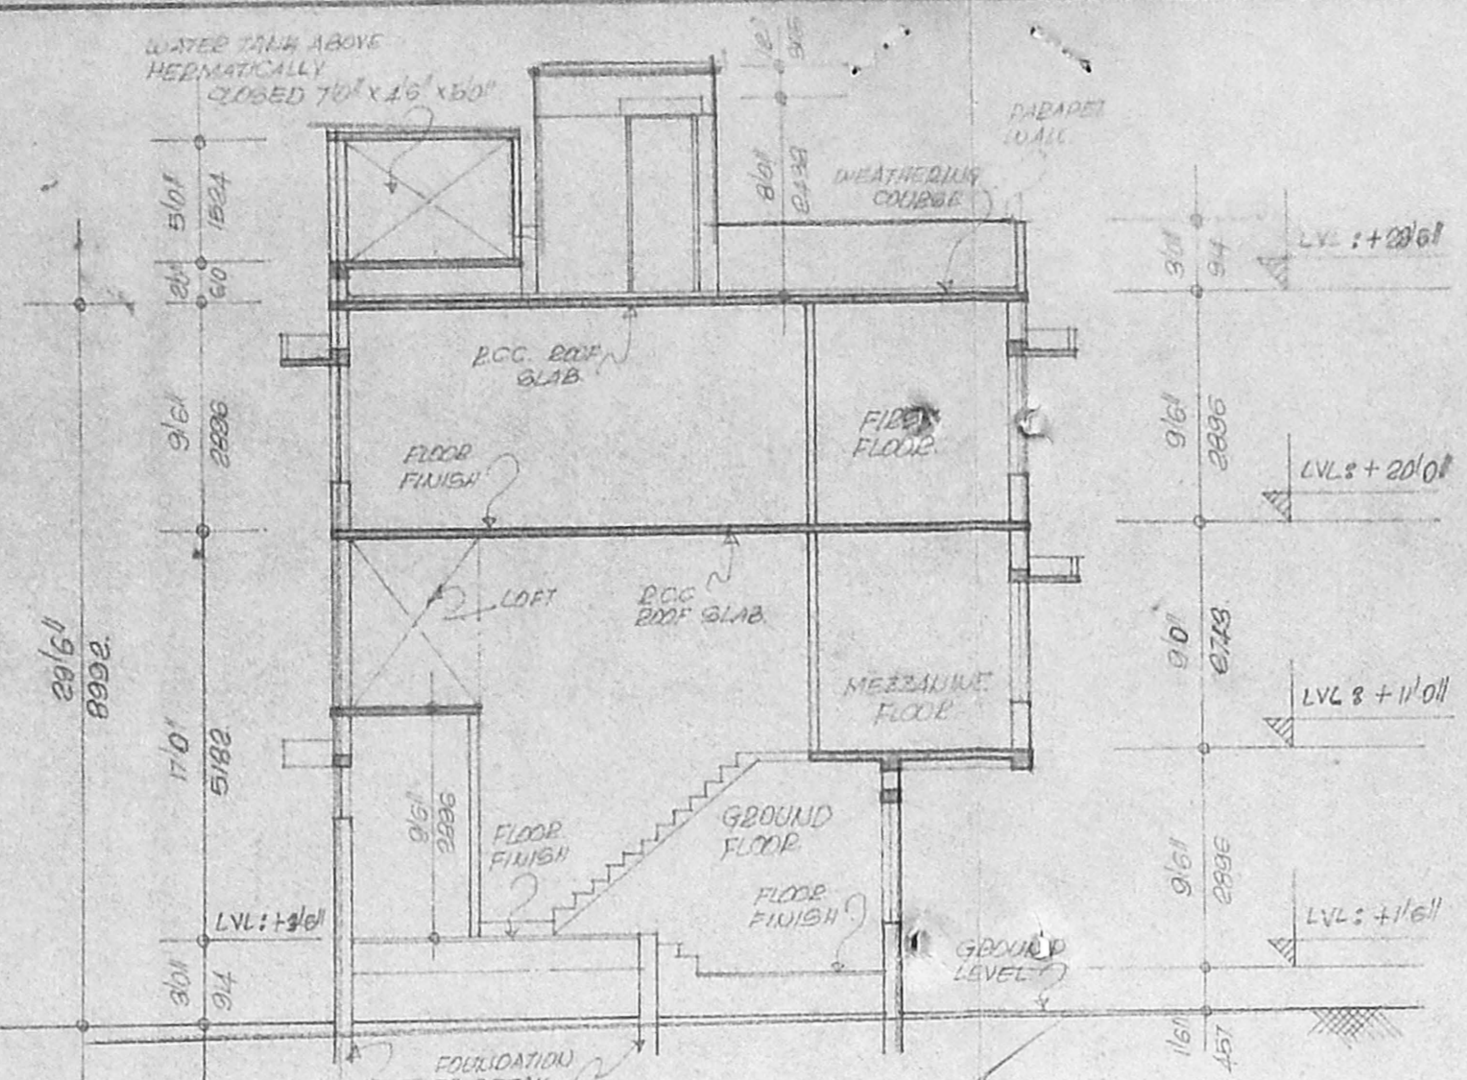 WATER TANK ABOVE
HERMATICALLY
CLOSED 7'0" x 4'6" x 5'0"
PARAPET
WALL
WEATHERING
COURSE
8'0"
2438
5'0"
1524
2'0"
610
3'0"
914
LVL : +29'6"
R.C.C. ROOF
SLAB.
FIRST
FLOOR.
FLOOR
FINISH
9'6"
2896
9'6"
2896
LVL : + 20'0"
LOFT
R.C.C
ROOF SLAB.
29'6"
8992.
17'0"
5182.
9'0"
2743.
MEZZANINE
FLOOR.
LVL : + 11'0"
9'6"
2896
FLOOR
FINISH
GROUND
FLOOR
FLOOR
FINISH
9'6"
2896
LVL : +1'6"
3'0"
914
GROUND
LEVEL
1'6"
457
FOUNDATION